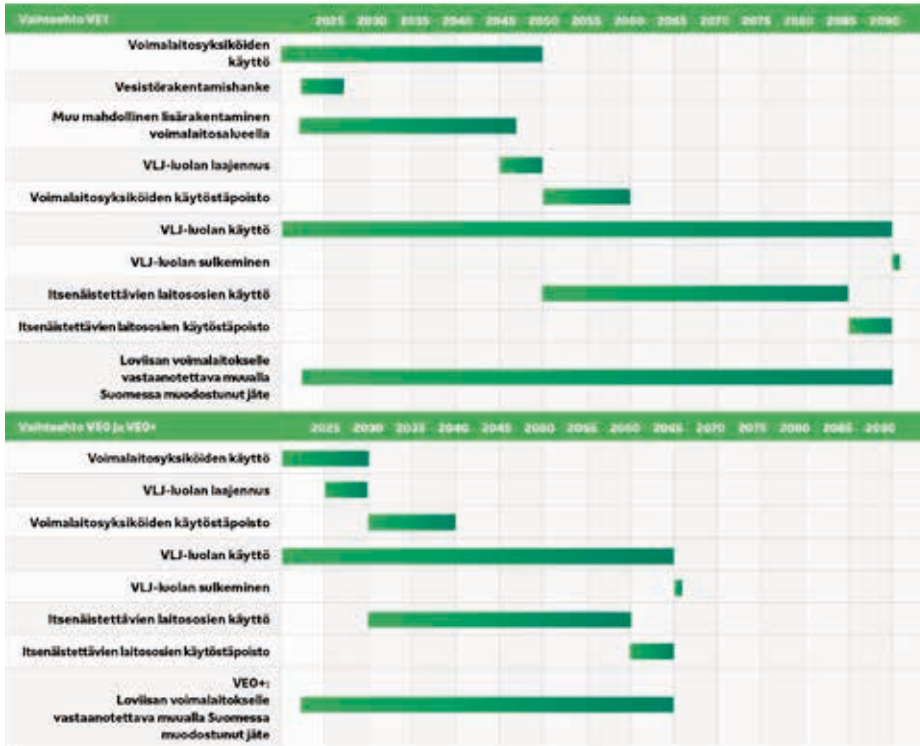 Vaihtoehto VE1 2025 2030 2035 2040 2045 2050 2055 2060 2065 2070 2075 2080 2085 2090
Voimalaitosyksiköiden
käyttö
Vesistörakentamishanke
Muu mahdollinen lisärakentaminen
voimalaitosalueella
VLJ-luolan laajennus
Voimalaitosyksiköiden käytöstäpoisto
VLJ-luolan käyttö
VLJ-luolan sulkeminen
Itsenäistettävien laitososien käyttö
Itsenäistettävien laitososien käytöstäpoisto
Loviisan voimalaitokselle
vastaanotettava muualla
Suomessa muodostunut jäte
Vaihtoehto VE0 ja VE0+ 2025 2030 2035 2040 2045 2050 2055 2060 2065 2070 2075 2080 2085 2090
Voimalaitosyksiköiden käyttö
VLJ-luolan laajennus
Voimalaitosyksiköiden käytöstäpoisto
VLJ-luolan käyttö
VLJ-luolan sulkeminen
Itsenäistettävien laitososien käyttö
Itsenäistettävien laitososien käytöstäpoisto
VE0+:
Loviisan voimalaitokselle
vastaanotettava muualla Suomessa
muodostunut jäte